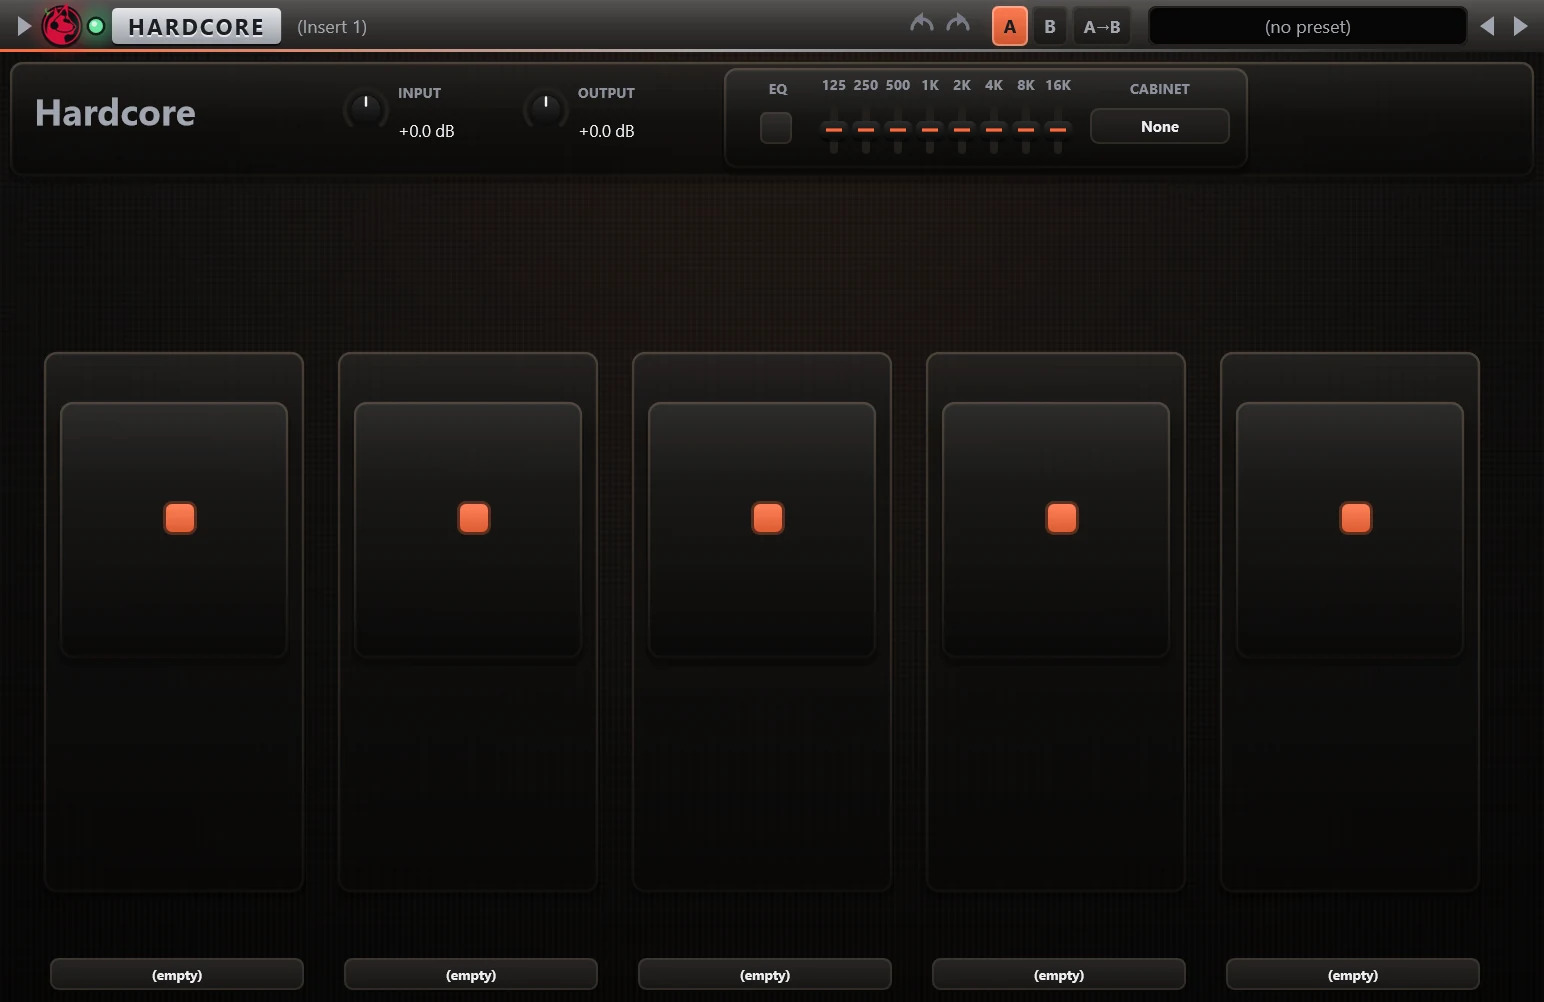 HARDCORE (Insert 1) A B A→B (no preset)
Hardcore
INPUT
+0.0 dB
OUTPUT
+0.0 dB
EQ 125 250 500 1K 2K 4K 8K 16K CABINET
None
(empty) (empty) (empty) (empty) (empty)